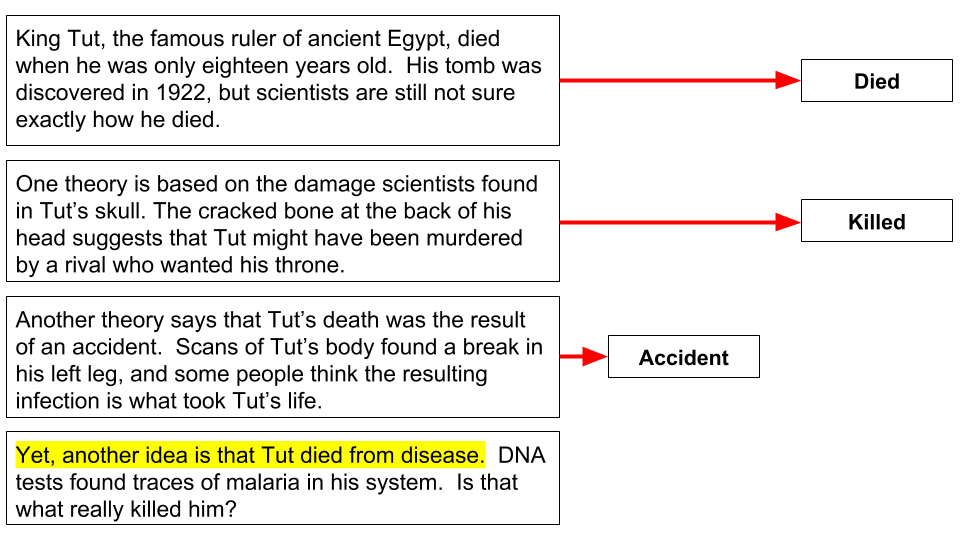 King Tut, the famous ruler of ancient Egypt, died
when he was only eighteen years old.  His tomb was
discovered in 1922, but scientists are still not sure
exactly how he died.
Died
One theory is based on the damage scientists found
in Tut’s skull. The cracked bone at the back of his
head suggests that Tut might have been murdered
by a rival who wanted his throne.
Killed
Another theory says that Tut’s death was the result
of an accident.  Scans of Tut’s body found a break in
his left leg, and some people think the resulting
infection is what took Tut’s life.
Accident
Yet, another idea is that Tut died from disease.  DNA
tests found traces of malaria in his system.  Is that
what really killed him?